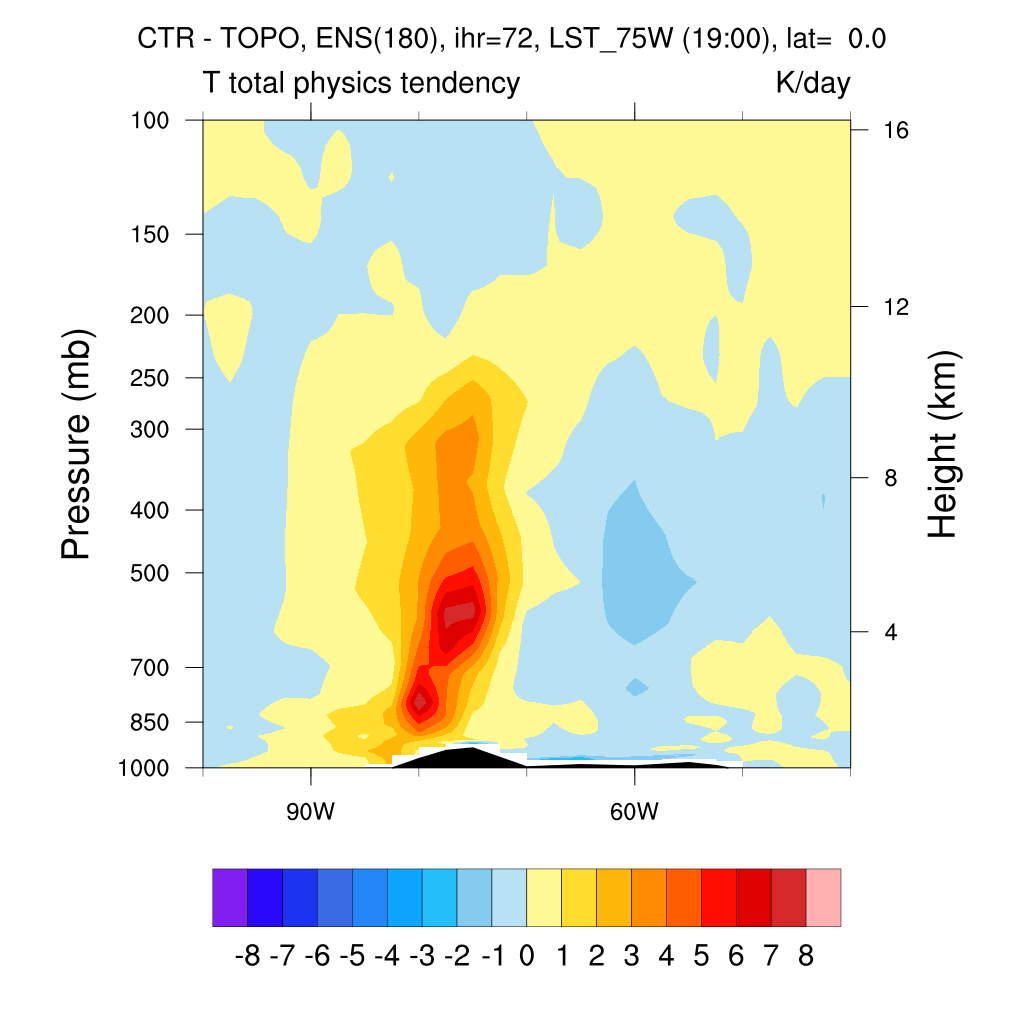 CTR - TOPO, ENS(180), ihr=72, LST_75W (19:00), lat= 0.0
T total physics tendency K/day
100
150
200
250
300
400
500
700
850
1000
Pressure (mb)
16
12
8
4
Height (km)
90W 60W
-8 -7 -6 -5 -4 -3 -2 -1 0 1 2 3 4 5 6 7 8